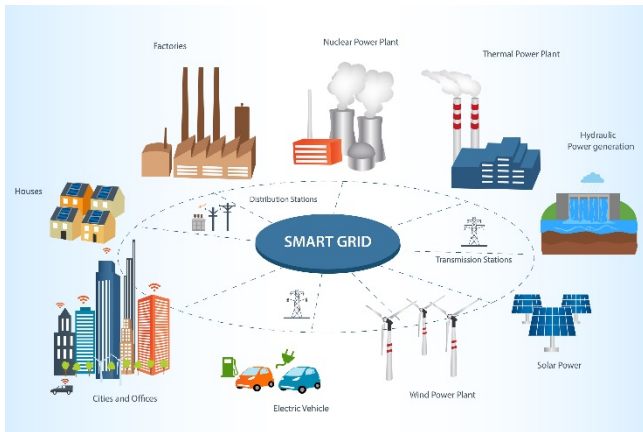 Nuclear Power Plant
Factories
Thermal Power Plant
Hydraulic
Power generation
Houses
Distribution Stations
SMART GRID
Transmission Stations
Solar Power
Cities and Offices
Electric Vehicle
Wind Power Plant